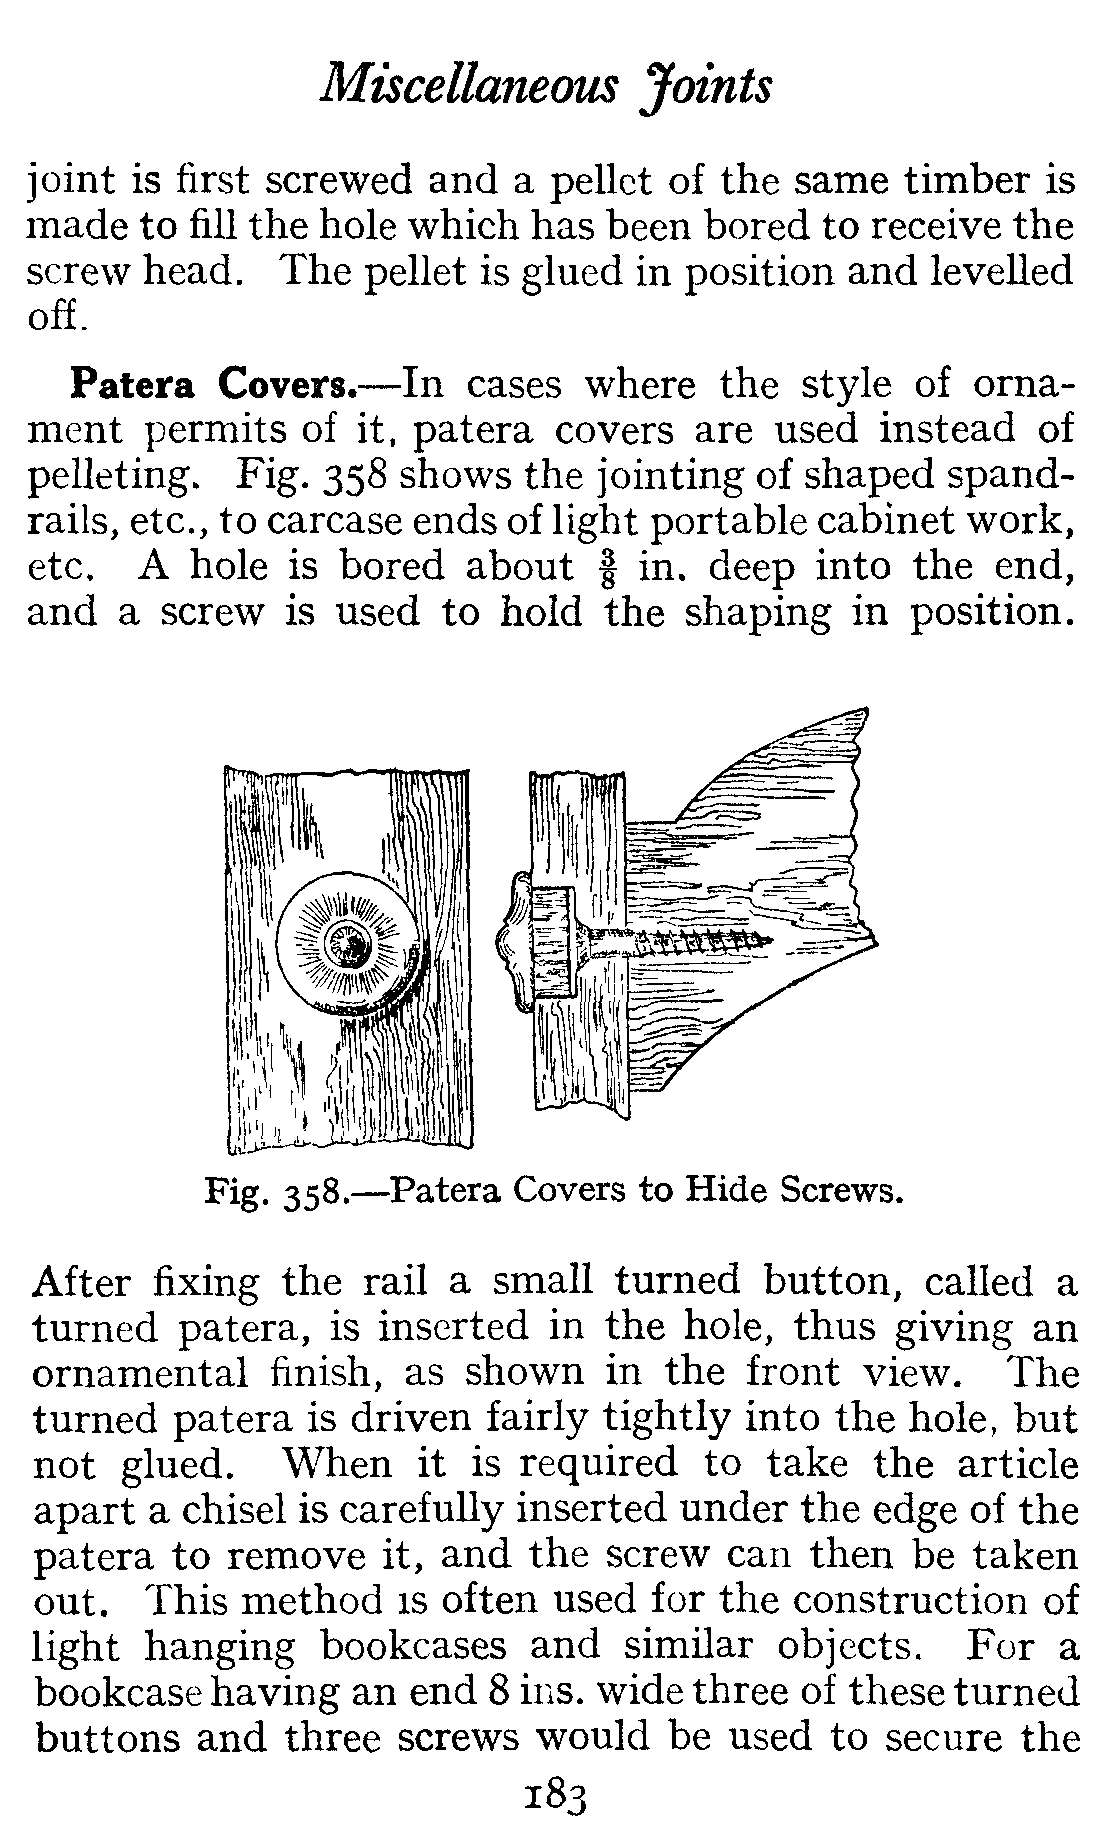 Miscellaneous Joints
joint is first screwed and a pellet of the same timber is
made to fill the hole which has been bored to receive the
screw head. The pellet is glued in position and levelled
off.
Patera Covers.—In cases where the style of orna-
ment permits of it, patera covers are used instead of
pelleting. Fig. 358 shows the jointing of shaped spand-
rails, etc., to carcase ends of light portable cabinet work,
etc. A hole is bored about ⅜ in. deep into the end,
and a screw is used to hold the shaping in position.
Fig. 358.—Patera Covers to Hide Screws.
After fixing the rail a small turned button, called a
turned patera, is inserted in the hole, thus giving an
ornamental finish, as shown in the front view. The
turned patera is driven fairly tightly into the hole, but
not glued. When it is required to take the article
apart a chisel is carefully inserted under the edge of the
patera to remove it, and the screw can then be taken
out. This method is often used for the construction of
light hanging bookcases and similar objects. For a
bookcase having an end 8 ins. wide three of these turned
buttons and three screws would be used to secure the
183